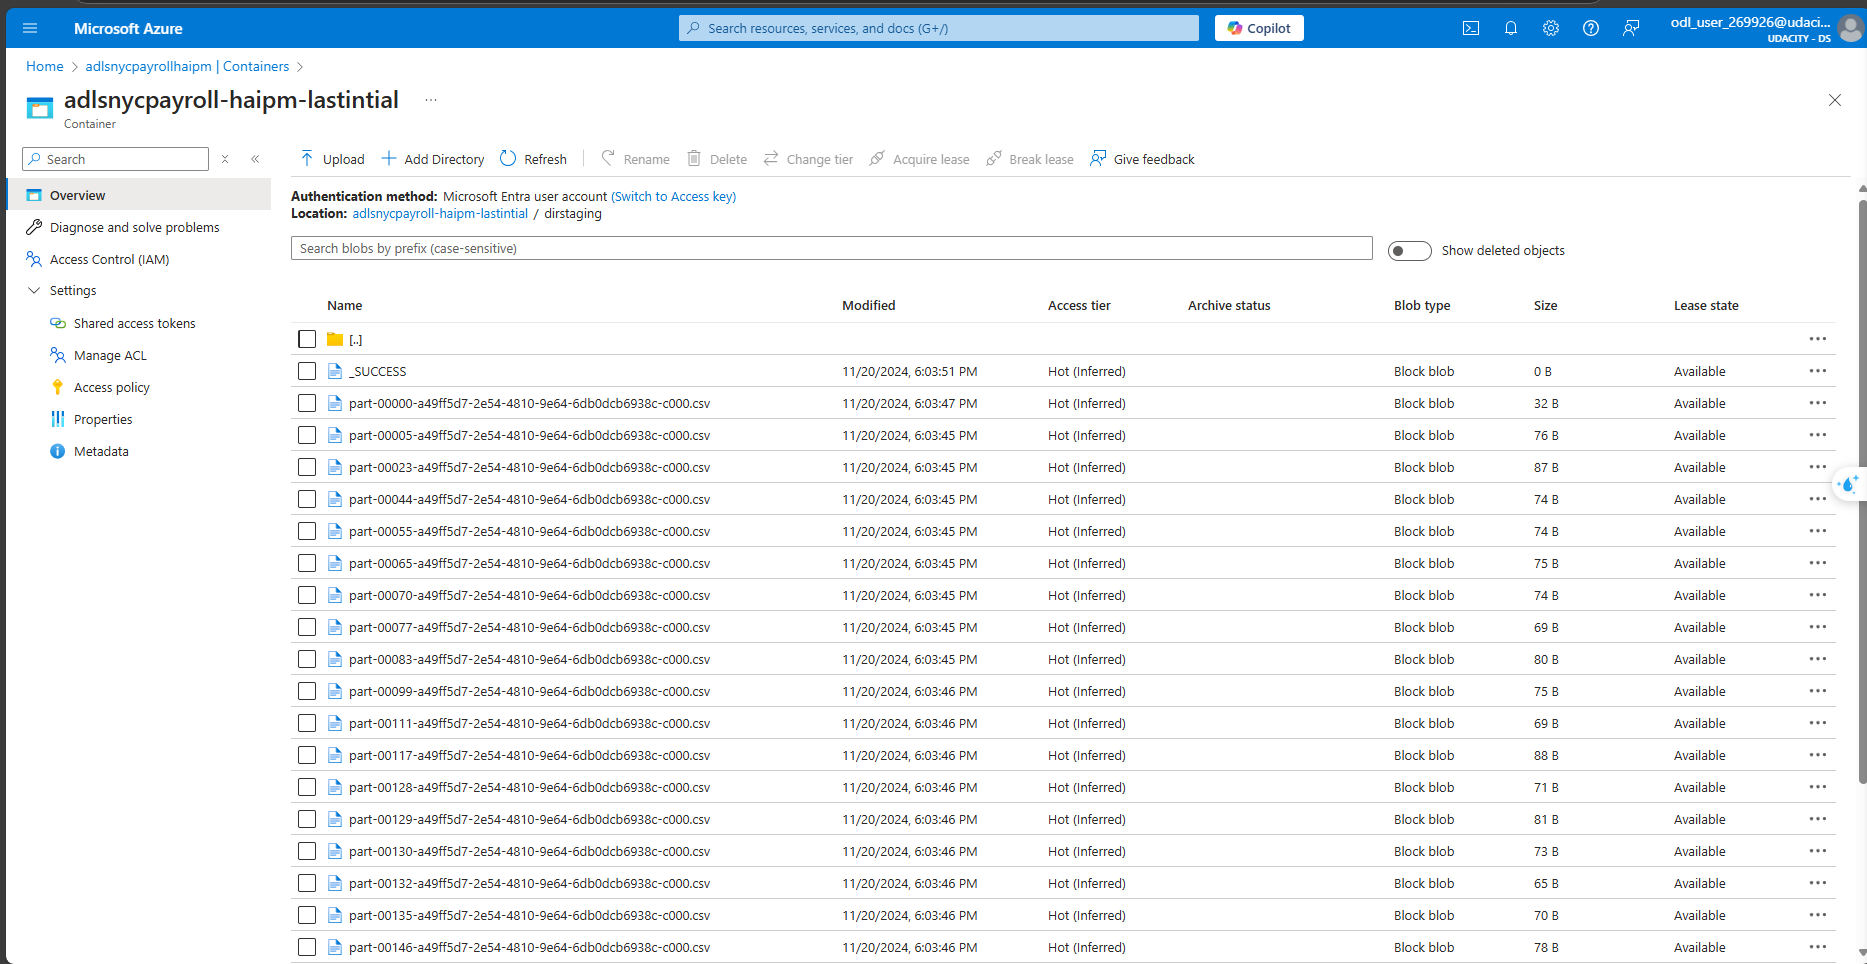 Microsoft Azure
Search resources, services, and docs (G+/)
Copilot
odl_user_269926@udaci...
UDACITY - DS
Home > adlsnycpayrollhaipm | Containers >
adlsnycpayroll-haipm-lastintial ...
Container
Search
Overview
Diagnose and solve problems
Access Control (IAM)
Settings
Shared access tokens
Manage ACL
Access policy
Properties
Metadata
Upload Add Directory Refresh Rename Delete Change tier Acquire lease Break lease Give feedback
Authentication method: Microsoft Entra user account (Switch to Access key)
Location: adlsnycpayroll-haipm-lastintial / dirstaging
Search blobs by prefix (case-sensitive)
Show deleted objects
Name Modified Access tier Archive status Blob type Size Lease state
[..]
_SUCCESS 11/20/2024, 6:03:51 PM Hot (Inferred) Block blob 0 B Available
part-00000-a49ff5d7-2e54-4810-9e64-6db0dcb6938c-c000.csv 11/20/2024, 6:03:47 PM Hot (Inferred) Block blob 32 B Available
part-00005-a49ff5d7-2e54-4810-9e64-6db0dcb6938c-c000.csv 11/20/2024, 6:03:45 PM Hot (Inferred) Block blob 76 B Available
part-00023-a49ff5d7-2e54-4810-9e64-6db0dcb6938c-c000.csv 11/20/2024, 6:03:45 PM Hot (Inferred) Block blob 87 B Available
part-00044-a49ff5d7-2e54-4810-9e64-6db0dcb6938c-c000.csv 11/20/2024, 6:03:45 PM Hot (Inferred) Block blob 74 B Available
part-00055-a49ff5d7-2e54-4810-9e64-6db0dcb6938c-c000.csv 11/20/2024, 6:03:45 PM Hot (Inferred) Block blob 74 B Available
part-00065-a49ff5d7-2e54-4810-9e64-6db0dcb6938c-c000.csv 11/20/2024, 6:03:45 PM Hot (Inferred) Block blob 75 B Available
part-00070-a49ff5d7-2e54-4810-9e64-6db0dcb6938c-c000.csv 11/20/2024, 6:03:45 PM Hot (Inferred) Block blob 74 B Available
part-00077-a49ff5d7-2e54-4810-9e64-6db0dcb6938c-c000.csv 11/20/2024, 6:03:45 PM Hot (Inferred) Block blob 69 B Available
part-00083-a49ff5d7-2e54-4810-9e64-6db0dcb6938c-c000.csv 11/20/2024, 6:03:45 PM Hot (Inferred) Block blob 80 B Available
part-00099-a49ff5d7-2e54-4810-9e64-6db0dcb6938c-c000.csv 11/20/2024, 6:03:46 PM Hot (Inferred) Block blob 75 B Available
part-00111-a49ff5d7-2e54-4810-9e64-6db0dcb6938c-c000.csv 11/20/2024, 6:03:46 PM Hot (Inferred) Block blob 69 B Available
part-00117-a49ff5d7-2e54-4810-9e64-6db0dcb6938c-c000.csv 11/20/2024, 6:03:46 PM Hot (Inferred) Block blob 88 B Available
part-00128-a49ff5d7-2e54-4810-9e64-6db0dcb6938c-c000.csv 11/20/2024, 6:03:46 PM Hot (Inferred) Block blob 71 B Available
part-00129-a49ff5d7-2e54-4810-9e64-6db0dcb6938c-c000.csv 11/20/2024, 6:03:46 PM Hot (Inferred) Block blob 81 B Available
part-00130-a49ff5d7-2e54-4810-9e64-6db0dcb6938c-c000.csv 11/20/2024, 6:03:46 PM Hot (Inferred) Block blob 73 B Available
part-00132-a49ff5d7-2e54-4810-9e64-6db0dcb6938c-c000.csv 11/20/2024, 6:03:46 PM Hot (Inferred) Block blob 65 B Available
part-00135-a49ff5d7-2e54-4810-9e64-6db0dcb6938c-c000.csv 11/20/2024, 6:03:46 PM Hot (Inferred) Block blob 70 B Available
part-00146-a49ff5d7-2e54-4810-9e64-6db0dcb6938c-c000.csv 11/20/2024, 6:03:46 PM Hot (Inferred) Block blob 78 B Available